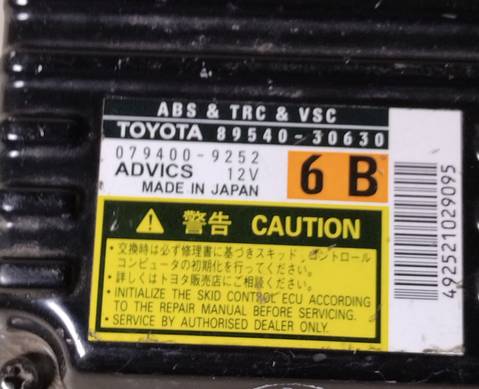 ABS & TRC & VSC
TOYOTA 89540-30630
079400-9252
ADVICS 12V
MADE IN JAPAN
6 B
警告 CAUTION
・交換時は必ず修理書に基づきスキッドコントロール
コンピュータの初期化を行ってください。
・詳しくはトヨタ販売店にご相談ください。
・INITIALIZE THE SKID CONTROL ECU ACCORDING
TO THE REPAIR MANUAL BEFORE SERVICING.
・SERVICE BY AUTHORISED DEALER ONLY.
492521029095